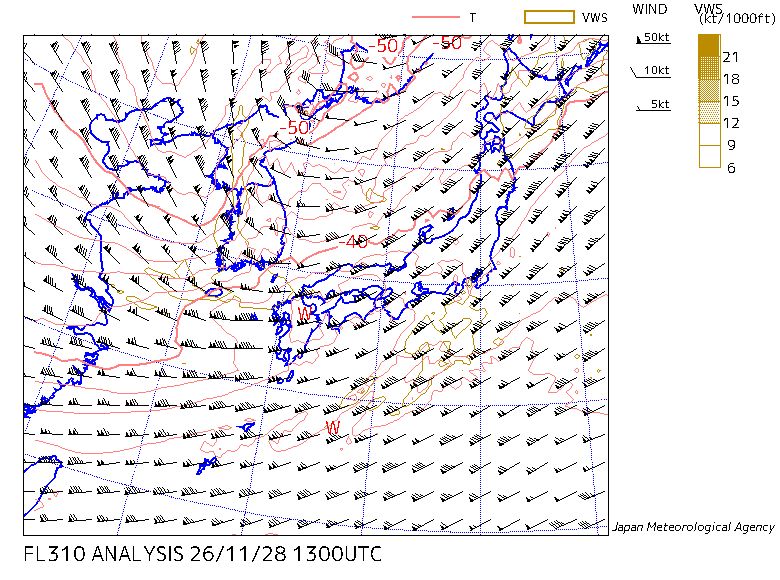 T
VWS
WIND
50kt
10kt
5kt
VWS
(kt/1000ft)
21
18
15
12
9
6
-50
-50
-50
-40
W
W
Japan Meteorological Agency
FL310 ANALYSIS 26/11/28 1300UTC